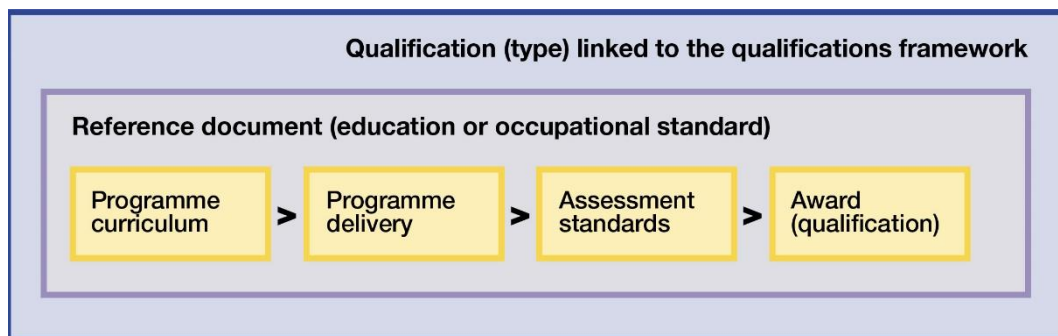 Qualification (type) linked to the qualifications framework
Reference document (education or occupational standard)
Programme
curriculum
>
Programme
delivery
>
Assessment
standards
>
Award
(qualification)